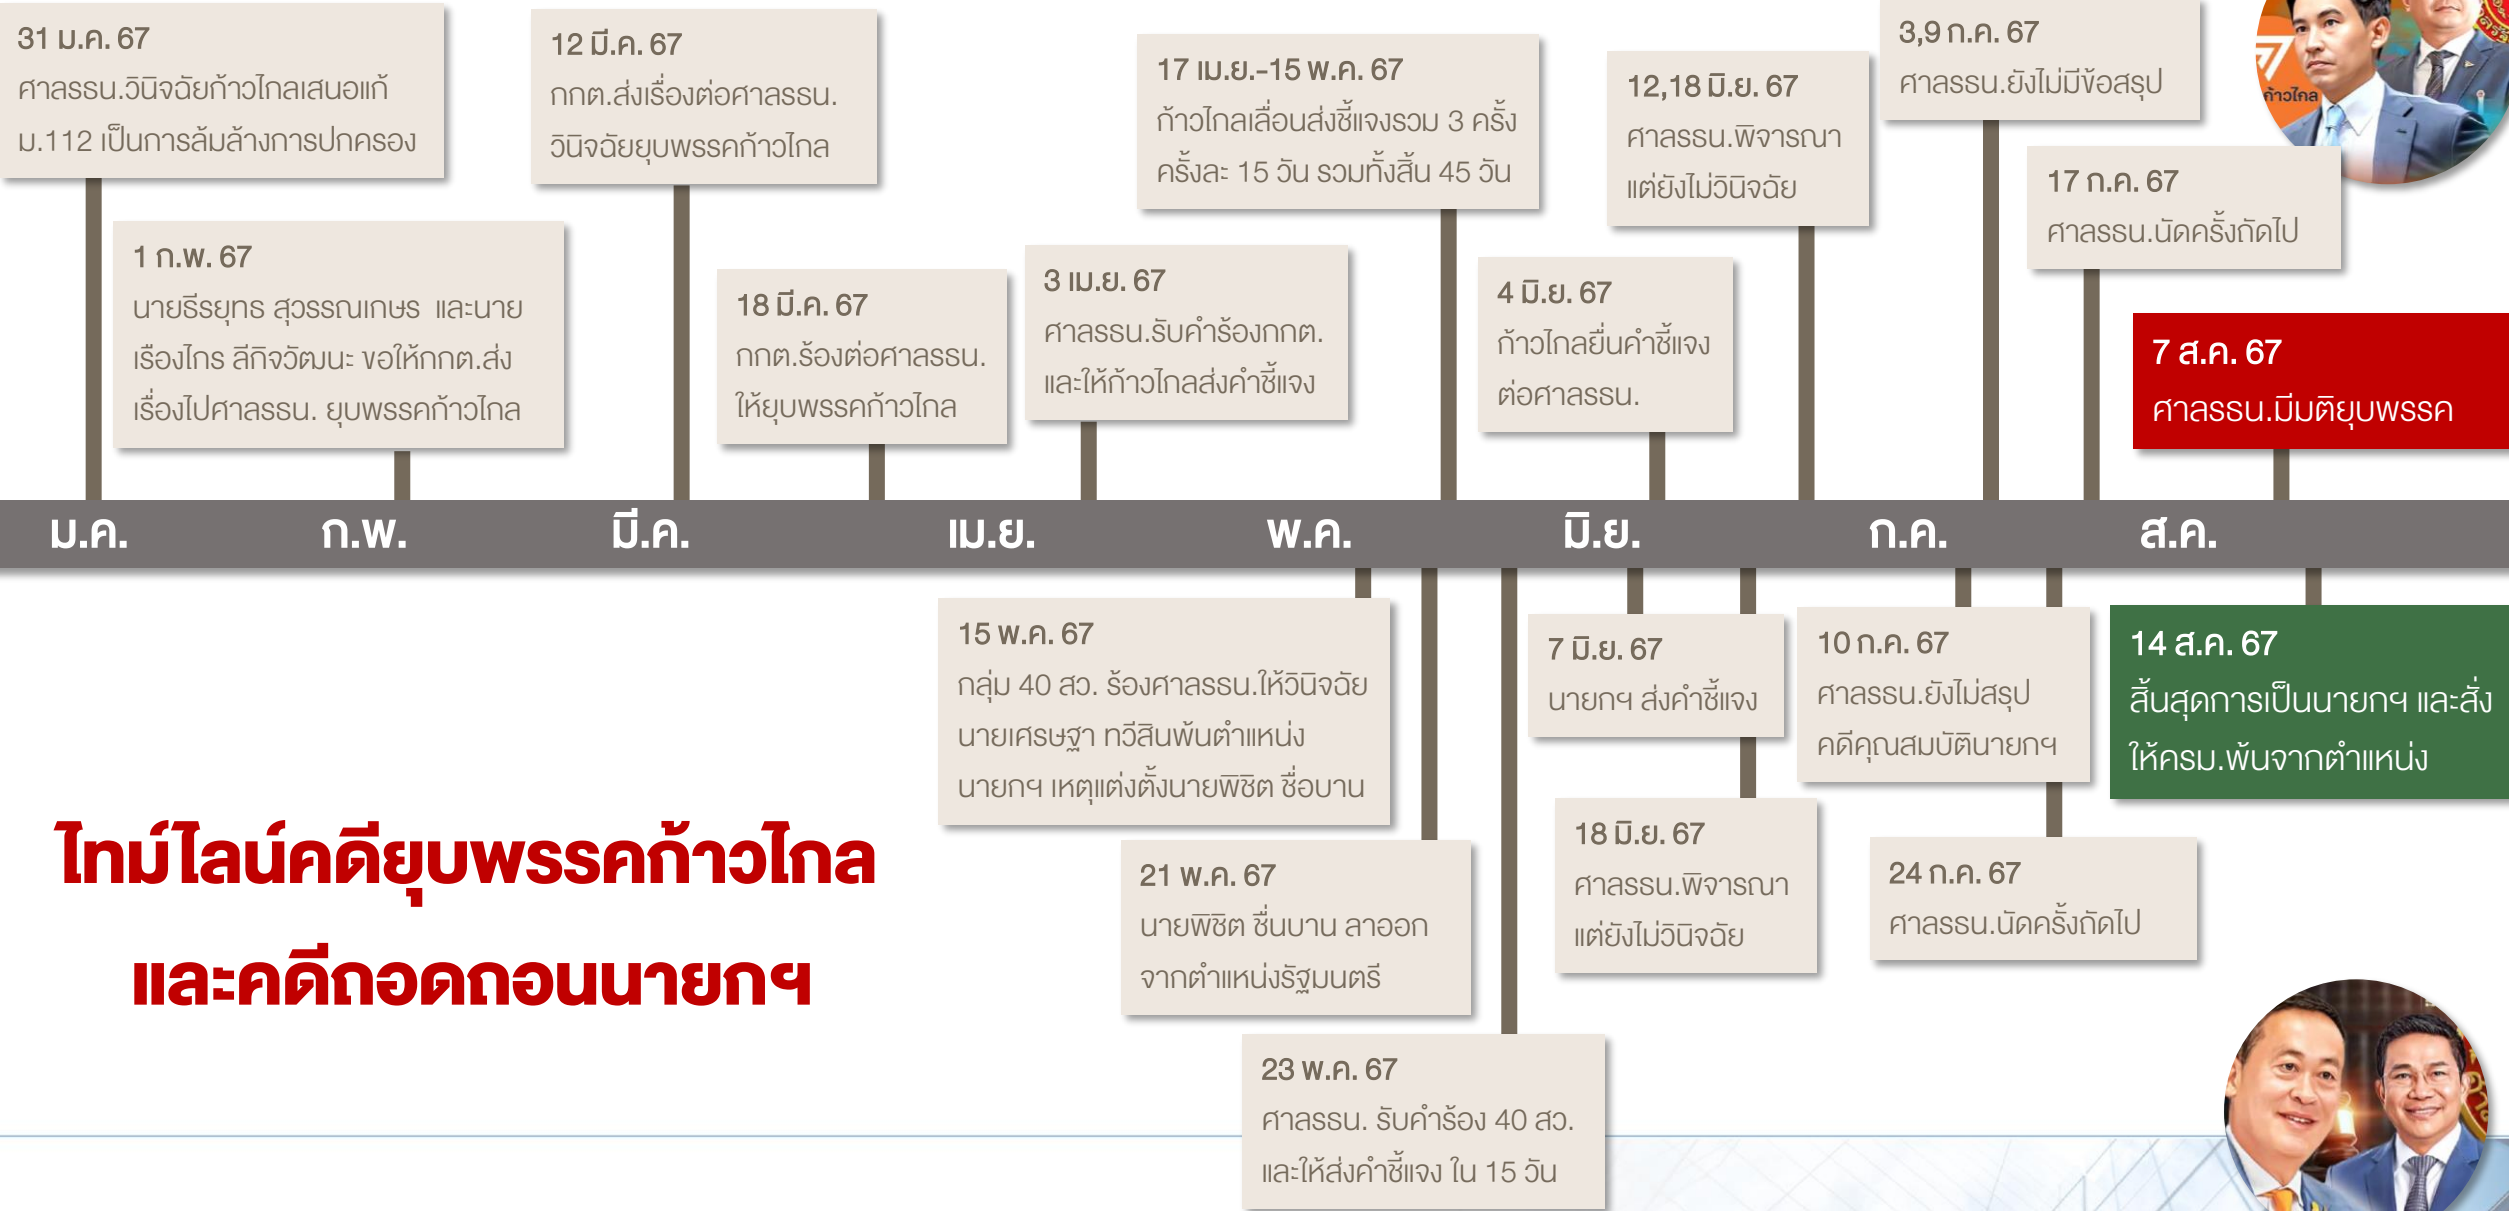 31 ม.ค. 67
ศาลรธน.วินิจฉัยก้าวไกลเสนอแก้
ม.112 เป็นการล้มล้างการปกครอง
1 ก.พ. 67
นายธีรยุทธ สุวรรณเกษร และนาย
เรืองไกร ลีกิจวัฒนะ ขอให้กกต.ส่ง
เรื่องไปศาลรธน. ยุบพรรคก้าวไกล
12 มี.ค. 67
กกต.ส่งเรื่องต่อศาลรธน.
วินิจฉัยยุบพรรคก้าวไกล
18 มี.ค. 67
กกต.ร้องต่อศาลรธน.
ให้ยุบพรรคก้าวไกล
3 เม.ย. 67
ศาลรธน.รับคำร้องกกต.
และให้ก้าวไกลส่งคำชี้แจง
17 เม.ย.-15 พ.ค. 67
ก้าวไกลเลื่อนส่งชี้แจงรวม 3 ครั้ง
ครั้งละ 15 วัน รวมทั้งสิ้น 45 วัน
4 มิ.ย. 67
ก้าวไกลยื่นคำชี้แจง
ต่อศาลรธน.
12,18 มิ.ย. 67
ศาลรธน.พิจารณา
แต่ยังไม่วินิจฉัย
3,9 ก.ค. 67
ศาลรธน.ยังไม่มีข้อสรุป
ก้าวไกล
17 ก.ค. 67
ศาลรธน.นัดครั้งถัดไป
7 ส.ค. 67
ศาลรธน.มีมติยุบพรรค
ม.ค. ก.พ. มี.ค. เม.ย. พ.ค. มิ.ย. ก.ค. ส.ค.
15 พ.ค. 67
กลุ่ม 40 สว. ร้องศาลรธน.ให้วินิจฉัย
นายเศรษฐา ทวีสินพ้นตำแหน่ง
นายกฯ เหตุแต่งตั้งนายพิชิต ชื่อบาน
21 พ.ค. 67
นายพิชิต ชื่นบาน ลาออก
จากตำแหน่งรัฐมนตรี
23 พ.ค. 67
ศาลรธน. รับคำร้อง 40 สว.
และให้ส่งคำชี้แจง ใน 15 วัน
7 มิ.ย. 67
นายกฯ ส่งคำชี้แจง
18 มิ.ย. 67
ศาลรธน.พิจารณา
แต่ยังไม่วินิจฉัย
10 ก.ค. 67
ศาลรธน.ยังไม่สรุป
คดีคุณสมบัตินายกฯ
24 ก.ค. 67
ศาลรธน.นัดครั้งถัดไป
14 ส.ค. 67
สิ้นสุดการเป็นนายกฯ และสั่ง
ให้ครม.พ้นจากตำแหน่ง
ไทม์ไลน์คดียุบพรรคก้าวไกล
และคดีถอดถอนนายกฯ